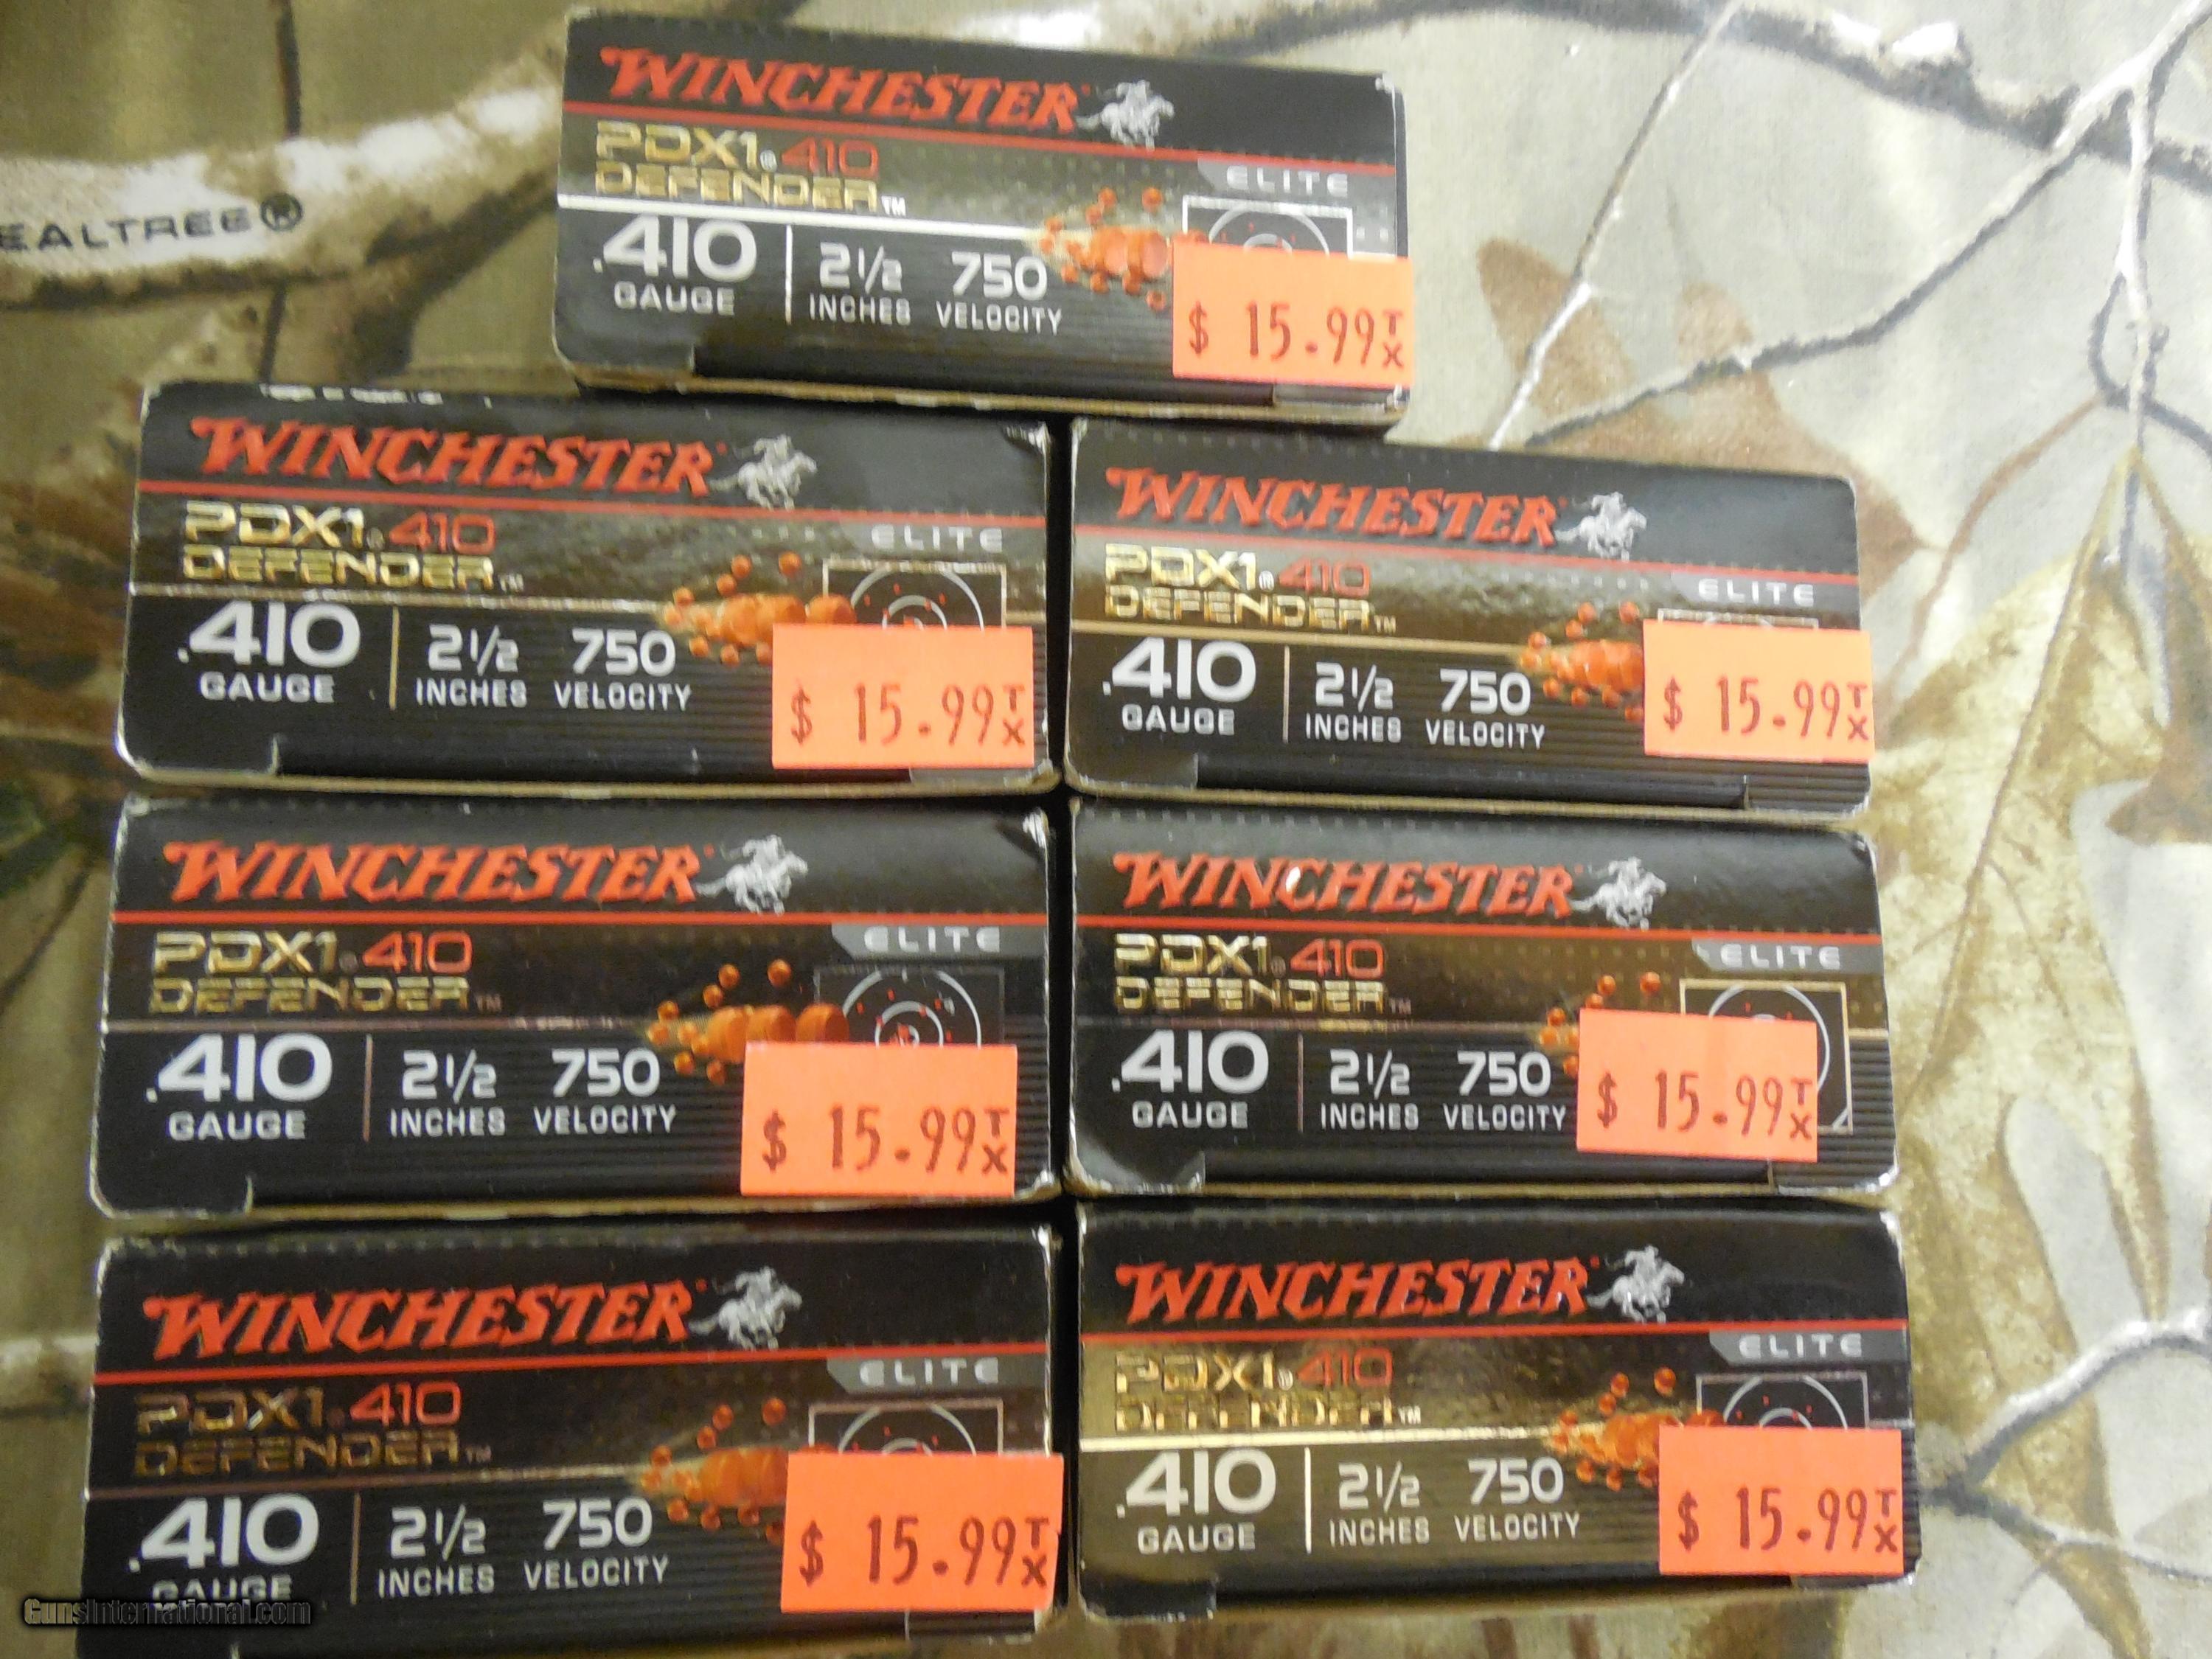 WINCHESTER
PDX1® 410
DEFENDER™
ELITE
.410 2 1/2 750
GAUGE INCHES VELOCITY
$ 15.99 TX
EALTREE®
WINCHESTER
PDX1® 410
DEFENDER™
ELITE
.410 2 1/2 750
GAUGE INCHES VELOCITY
$ 15.99 TX
WINCHESTER
PDX1® 410
DEFENDER™
ELITE
.410 2 1/2 750
GAUGE INCHES VELOCITY
$ 15.99 TX
WINCHESTER
PDX1® 410
DEFENDER™
ELITE
.410 2 1/2 750
GAUGE INCHES VELOCITY
$ 15.99 TX
WINCHESTER
PDX1® 410
DEFENDER™
ELITE
.410 2 1/2 750
GAUGE INCHES VELOCITY
$ 15.99 TX
WINCHESTER
PDX1® 410
DEFENDER™
ELITE
.410 2 1/2 750
GAUGE INCHES VELOCITY
$ 15.99 TX
WINCHESTER
PDX1® 410
DEFENDER™
ELITE
.410 2 1/2 750
GAUGE INCHES VELOCITY
$ 15.99 TX
GunsInternational.com